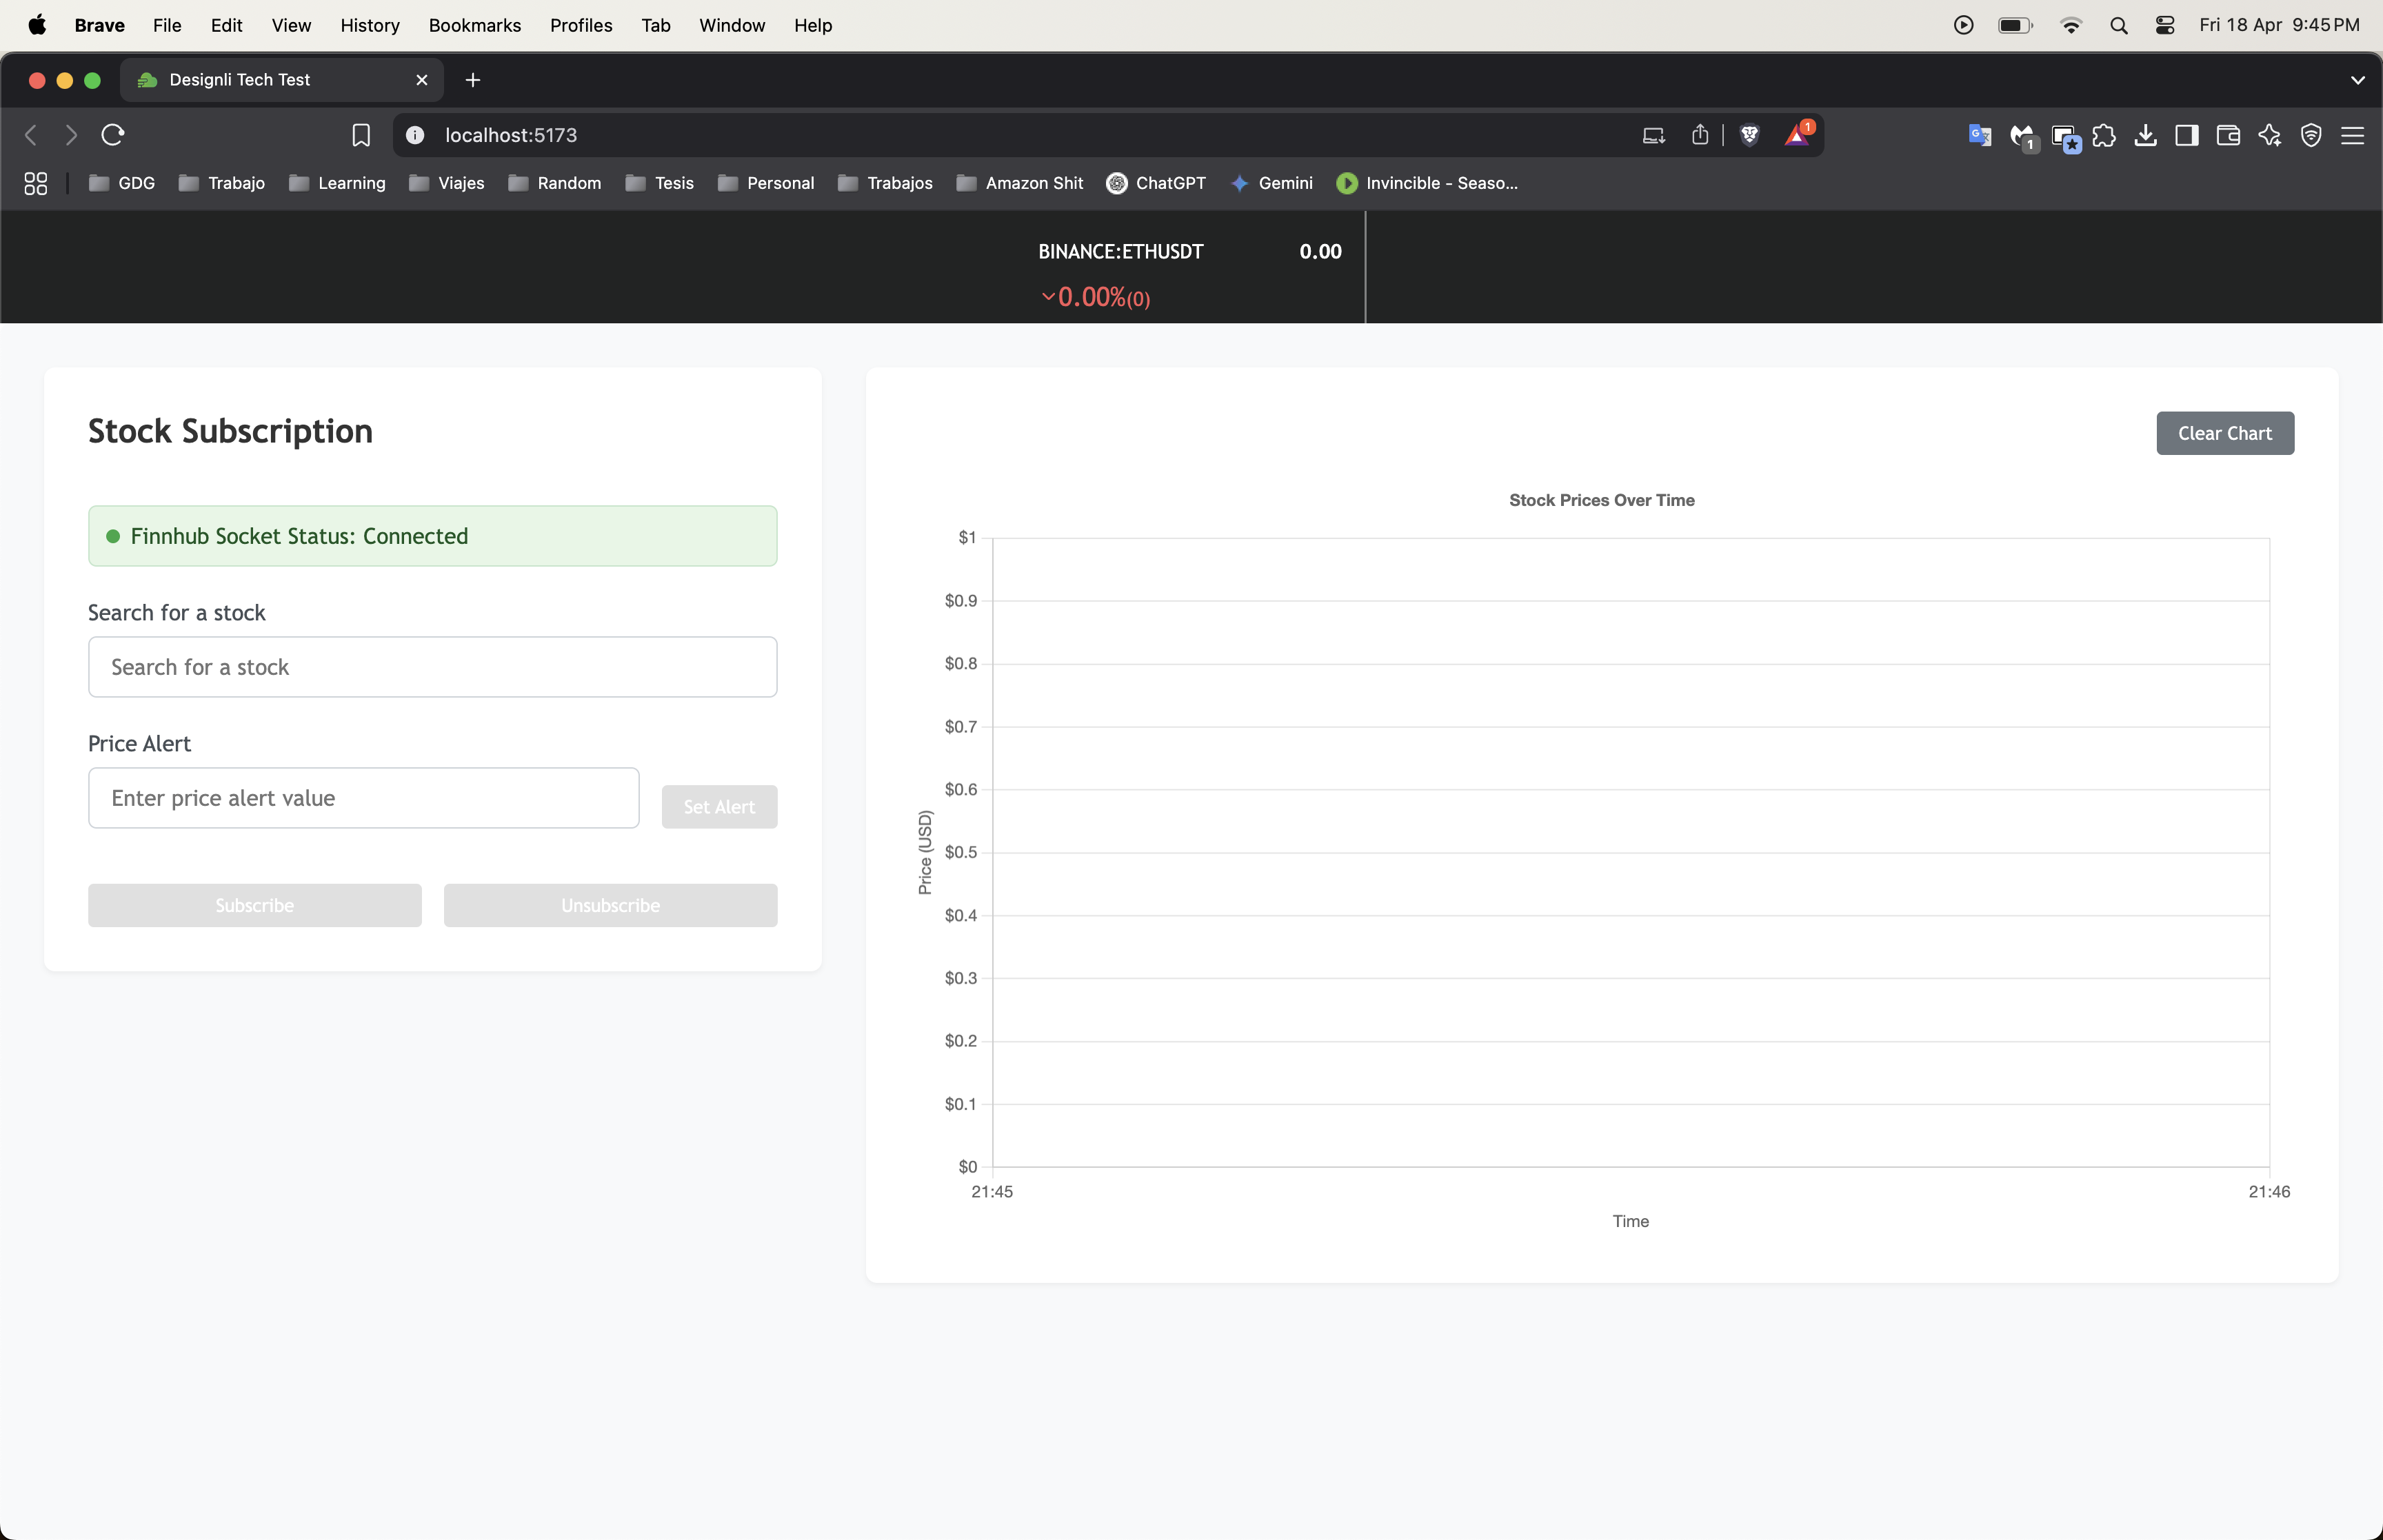 Brave File Edit View History Bookmarks Profiles Tab Window Help Fri 18 Apr 9:45 PM
Designli Tech Test
localhost:5173 1 1
GDG Trabajo Learning Viajes Random Tesis Personal Trabajos Amazon Shit ChatGPT Gemini Invincible - Seaso...
BINANCE:ETHUSDT 0.00
0.00%(0)
Stock Subscription
Finnhub Socket Status: Connected
Search for a stock
Search for a stock
Price Alert
Enter price alert value
Set Alert
Subscribe Unsubscribe
Clear Chart
Stock Prices Over Time
$1
$0.9
$0.8
$0.7
$0.6
$0.5
$0.4
$0.3
$0.2
$0.1
$0
Price (USD)
21:45 21:46
Time